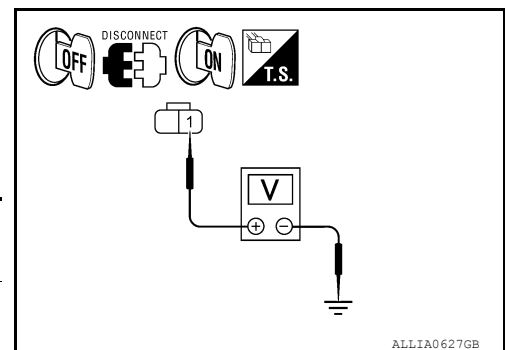 DISCONNECT
OFF
ON
T.S.
1
V
+ −
ALLIA0627GB